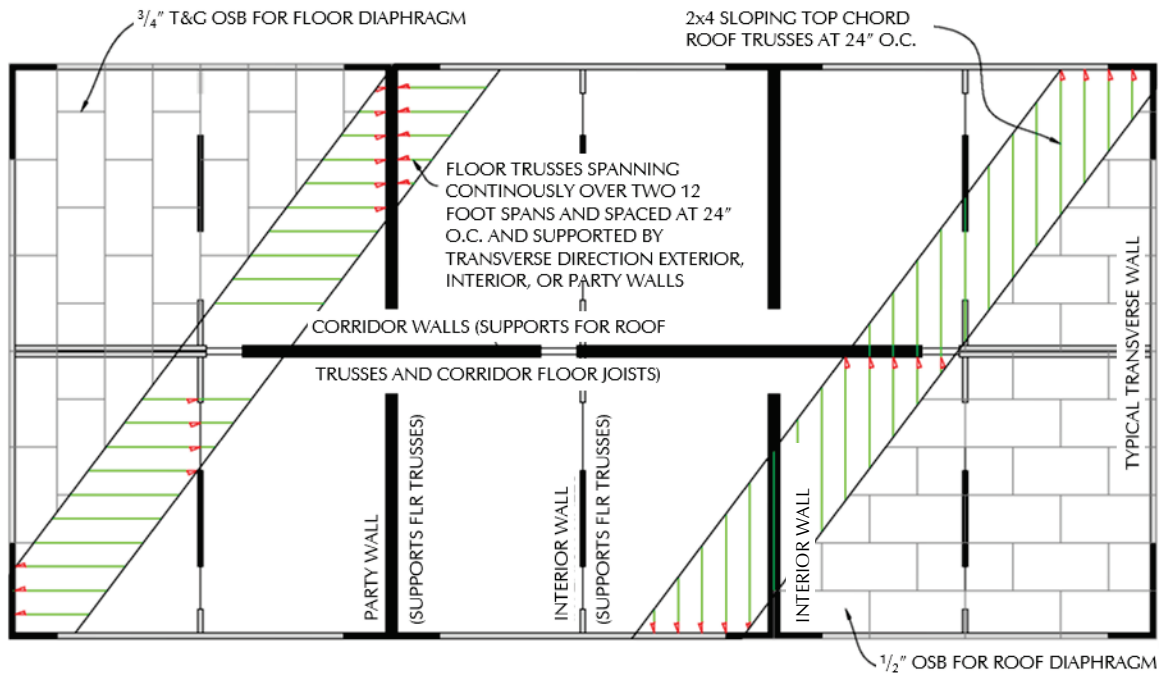 3/4" T&G OSB FOR FLOOR DIAPHRAGM
2x4 SLOPING TOP CHORD
ROOF TRUSSES AT 24" O.C.
FLOOR TRUSSES SPANNING
CONTINOUSLY OVER TWO 12
FOOT SPANS AND SPACED AT 24"
O.C. AND SUPPORTED BY
TRANSVERSE DIRECTION EXTERIOR,
INTERIOR, OR PARTY WALLS
CORRIDOR WALLS (SUPPORTS FOR ROOF
TRUSSES AND CORRIDOR FLOOR JOISTS)
PARTY WALL
(SUPPORTS FLR TRUSSES)
INTERIOR WALL
(SUPPORTS FLR TRUSSES)
INTERIOR WALL
TYPICAL TRANSVERSE WALL
1/2" OSB FOR ROOF DIAPHRAGM